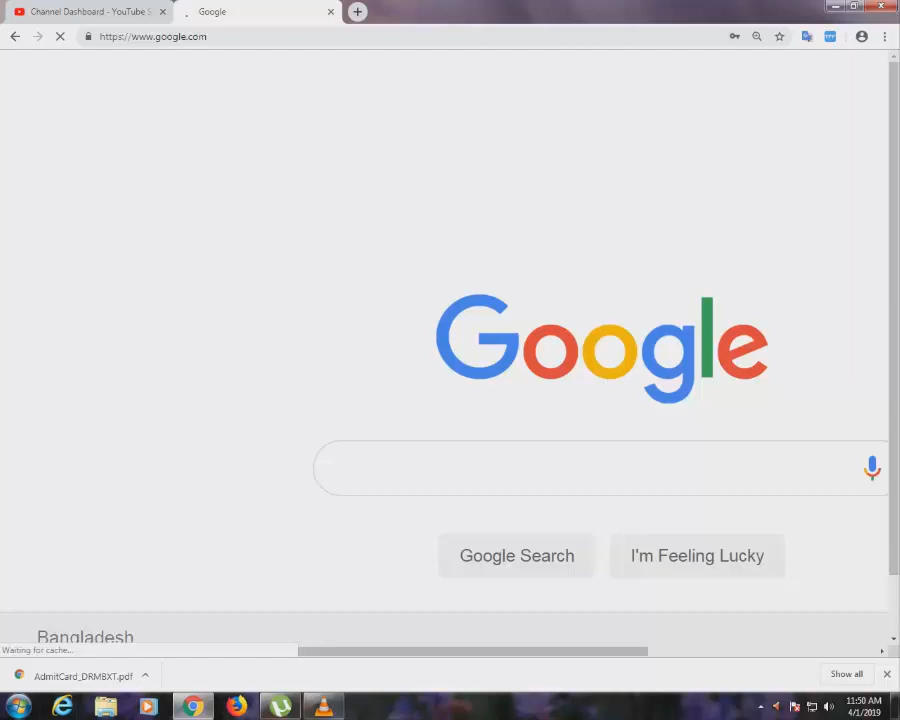 Channel Dashboard - YouTube S
Google
https://www.google.com
Google
Google Search
I'm Feeling Lucky
Bangladesh
Waiting for cache...
AdmitCard_DRMBXT.pdf
Show all
11:50 AM
4/1/2019